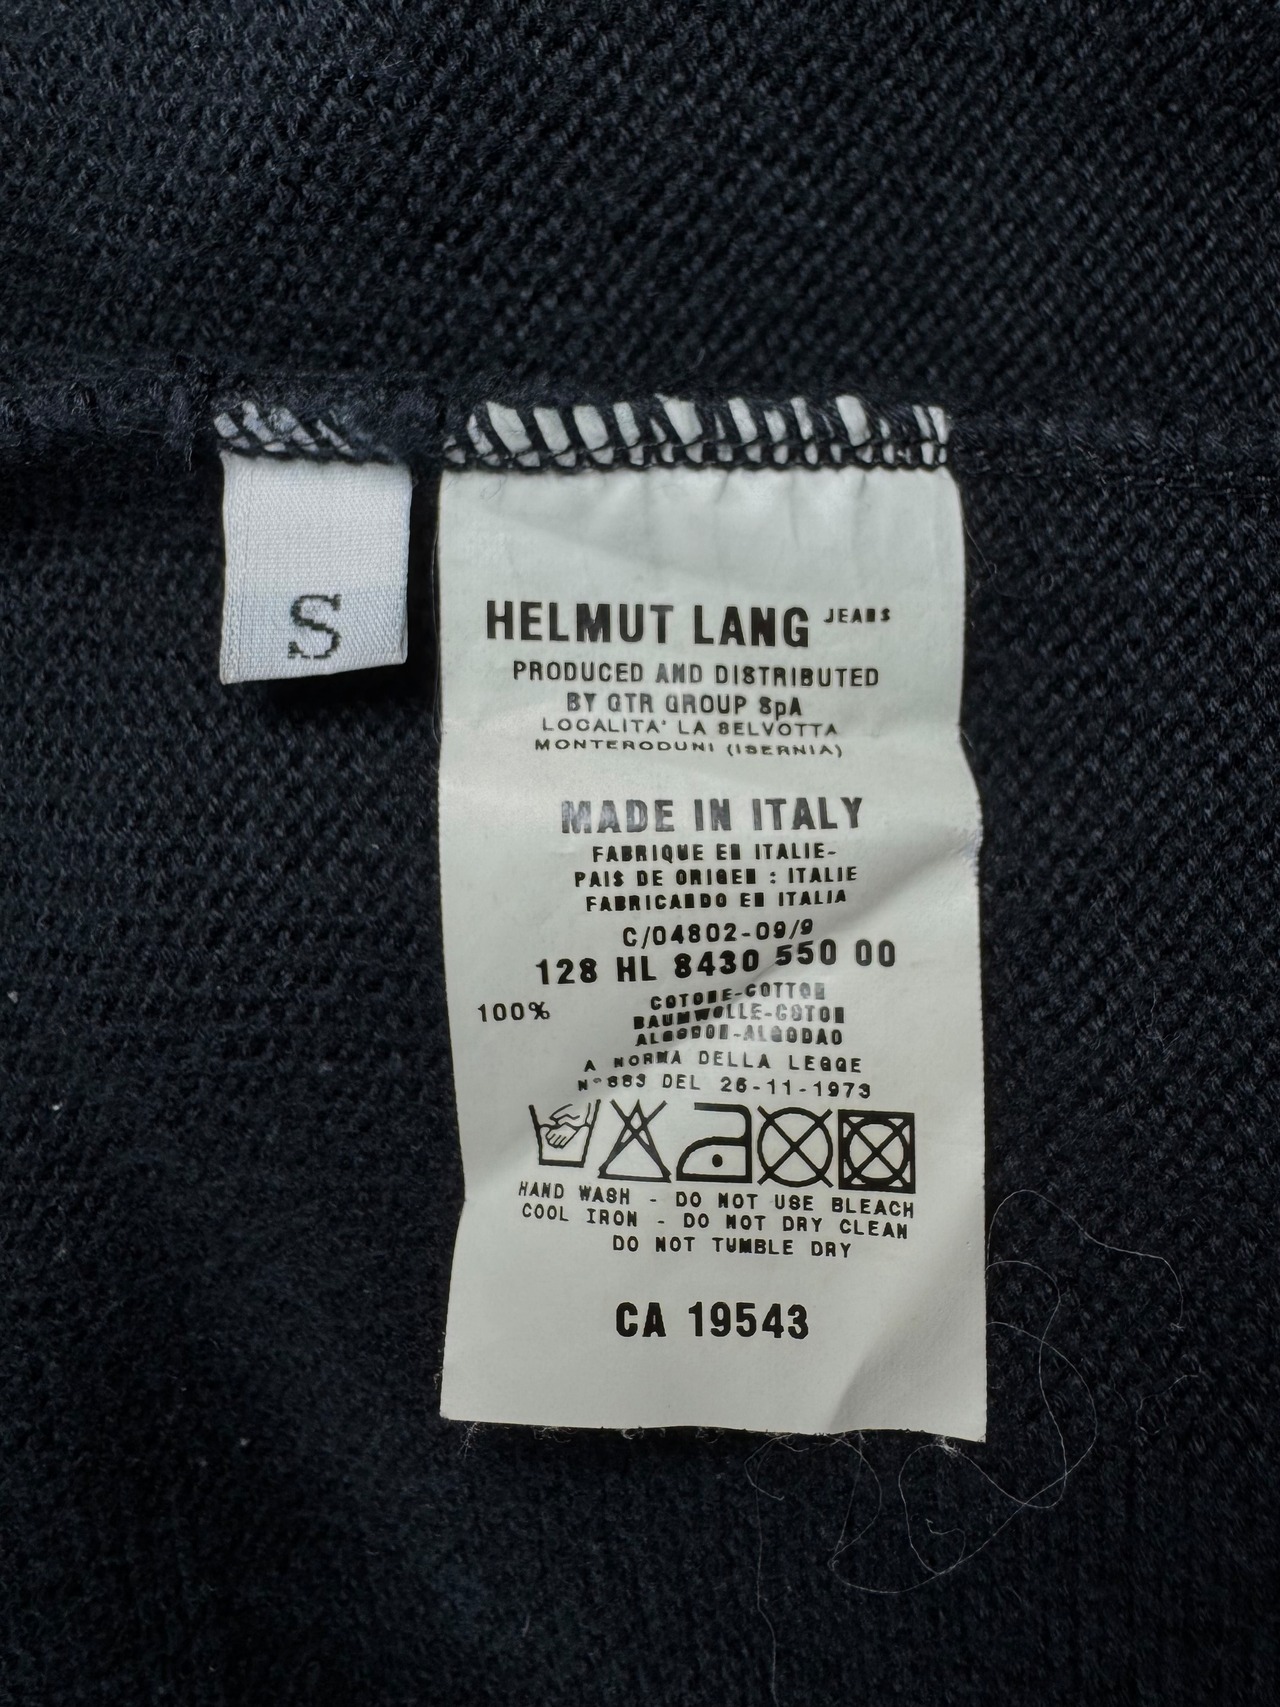 S
HELMUT LANG JEANS
PRODUCED AND DISTRIBUTED
BY GTR GROUP SpA
LOCALITA' LA SELVOTTA
MONTERODUNI (ISERNIA)
MADE IN ITALY
FABRIQUE EN ITALIE-
PAIS DE ORIGEN : ITALIE
FABRICANDO EN ITALIA
C/04802-09/9
128 HL 8430 550 00
100% COTONE-COTTON
BAUMWOLLE-COTON
ALGODON-ALGODAO
A NORMA DELLA LEGGE
N°883 DEL 26-11-1973
HAND WASH - DO NOT USE BLEACH
COOL IRON - DO NOT DRY CLEAN
DO NOT TUMBLE DRY
CA 19543